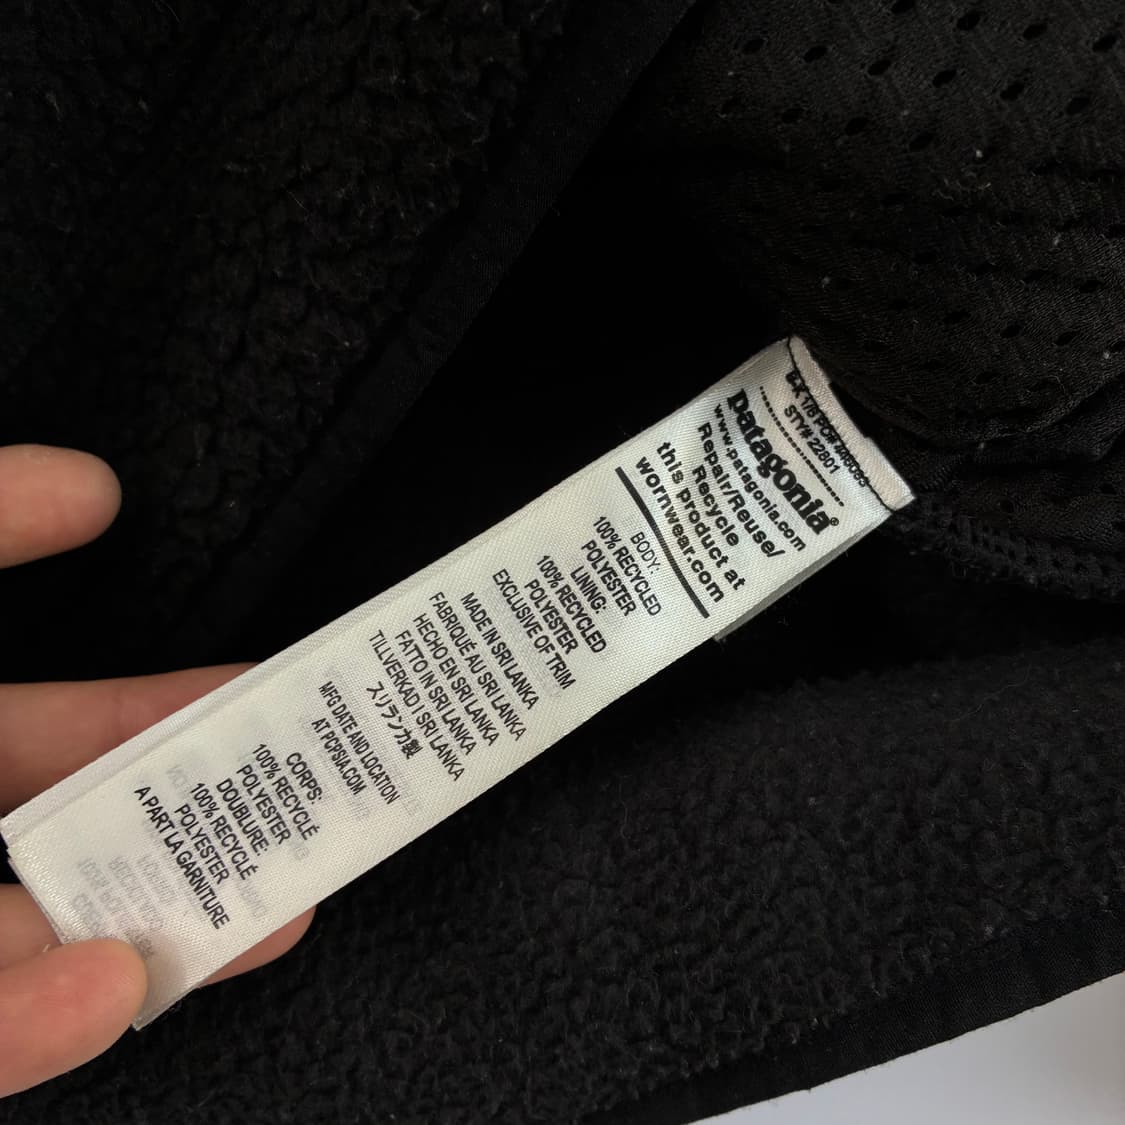 STY# 22801
patagonia®
www.patagonia.com
Repair/Reuse/
Recycle
this product at
wornwear.com
BODY:
100% RECYCLED
POLYESTER
LINING:
100% RECYCLED
POLYESTER
EXCLUSIVE OF TRIM
MADE IN SRI LANKA
FABRIQUÉ AU SRI LANKA
HECHO EN SRI LANKA
FATTO IN SRI LANKA
TILLVERKAD I SRI LANKA
スリランカ製
MFG DATE AND LOCATION
AT PCPSIA.COM
CORPS:
100% RECYCLÉ
POLYESTER
DOUBLURE:
100% RECYCLÉ
POLYESTER
A PART LA GARNITURE